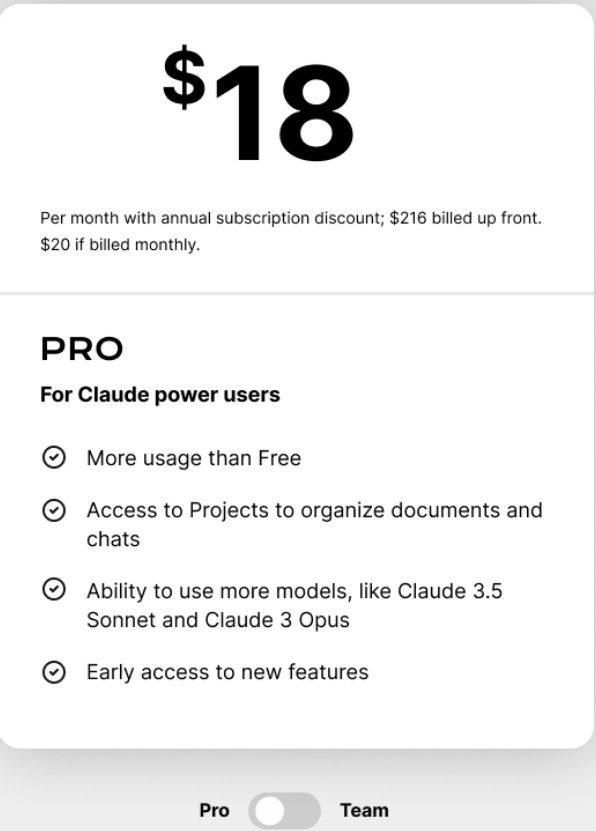 $18
Per month with annual subscription discount; $216 billed up front.
$20 if billed monthly.
PRO
For Claude power users
More usage than Free
Access to Projects to organize documents and
chats
Ability to use more models, like Claude 3.5
Sonnet and Claude 3 Opus
Early access to new features
Pro Team